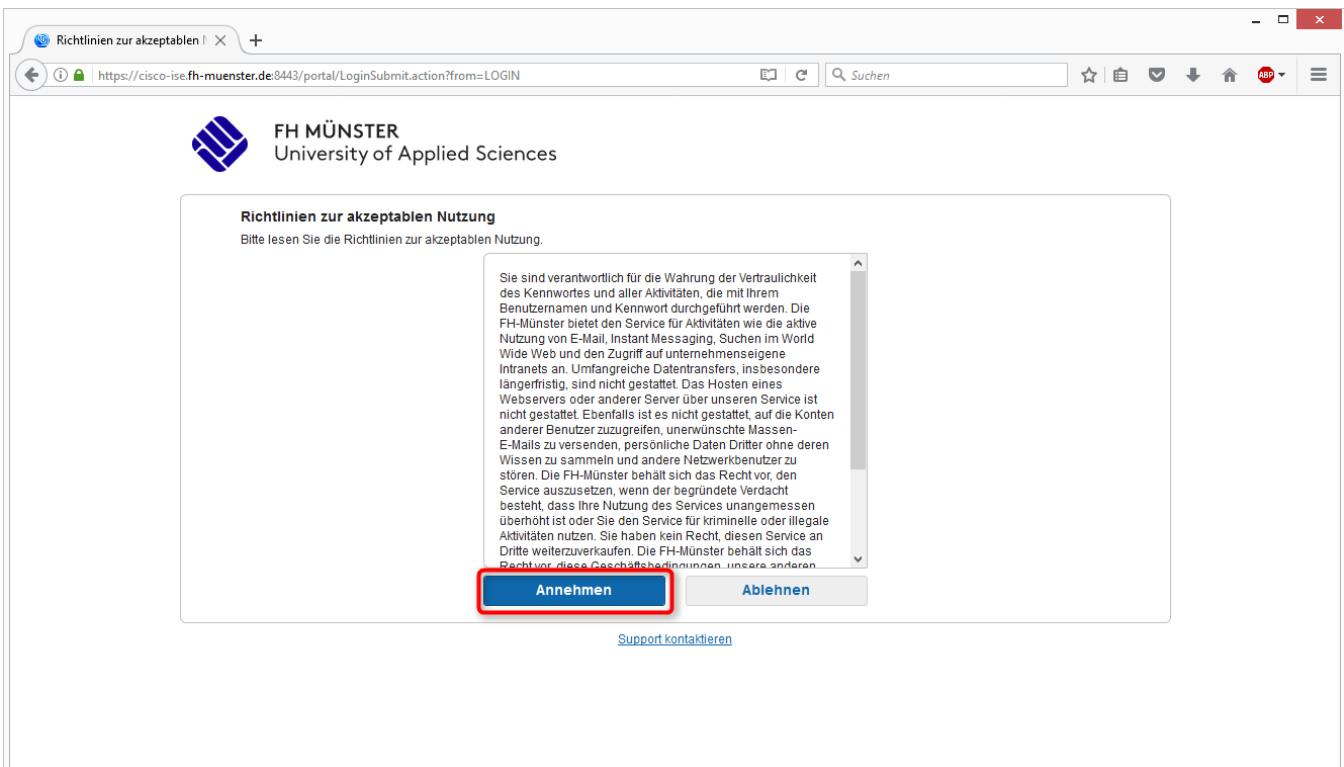 Richtlinien zur akzeptablen
https://cisco-ise.fh-muenster.de:8443/portal/LoginSubmit.action?from=LOGIN
Suchen
ABP
FH MÜNSTER
University of Applied Sciences
Richtlinien zur akzeptablen Nutzung
Bitte lesen Sie die Richtlinien zur akzeptablen Nutzung.
Sie sind verantwortlich für die Wahrung der Vertraulichkeit
des Kennwortes und aller Aktivitäten, die mit Ihrem
Benutzernamen und Kennwort durchgeführt werden. Die
FH-Münster bietet den Service für Aktivitäten wie die aktive
Nutzung von E-Mail, Instant Messaging, Suchen im World
Wide Web und den Zugriff auf unternehmenseigene
Intranets an. Umfangreiche Datentransfers, insbesondere
längerfristig, sind nicht gestattet. Das Hosten eines
Webservers oder anderer Server über unseren Service ist
nicht gestattet. Ebenfalls ist es nicht gestattet, auf die Konten
anderer Benutzer zuzugreifen, unerwünschte Massen-
E-Mails zu versenden, persönliche Daten Dritter ohne deren
Wissen zu sammeln und andere Netzwerkbenutzer zu
stören. Die FH-Münster behält sich das Recht vor, den
Service auszusetzen, wenn der begründete Verdacht
besteht, dass Ihre Nutzung des Services unangemessen
überhöht ist oder Sie den Service für kriminelle oder illegale
Aktivitäten nutzen. Sie haben kein Recht, diesen Service an
Dritte weiterzuverkaufen. Die FH-Münster behält sich das
Recht vor, diese Geschäftsbedingungen, unsere anderen
Annehmen
Ablehnen
Support kontaktieren